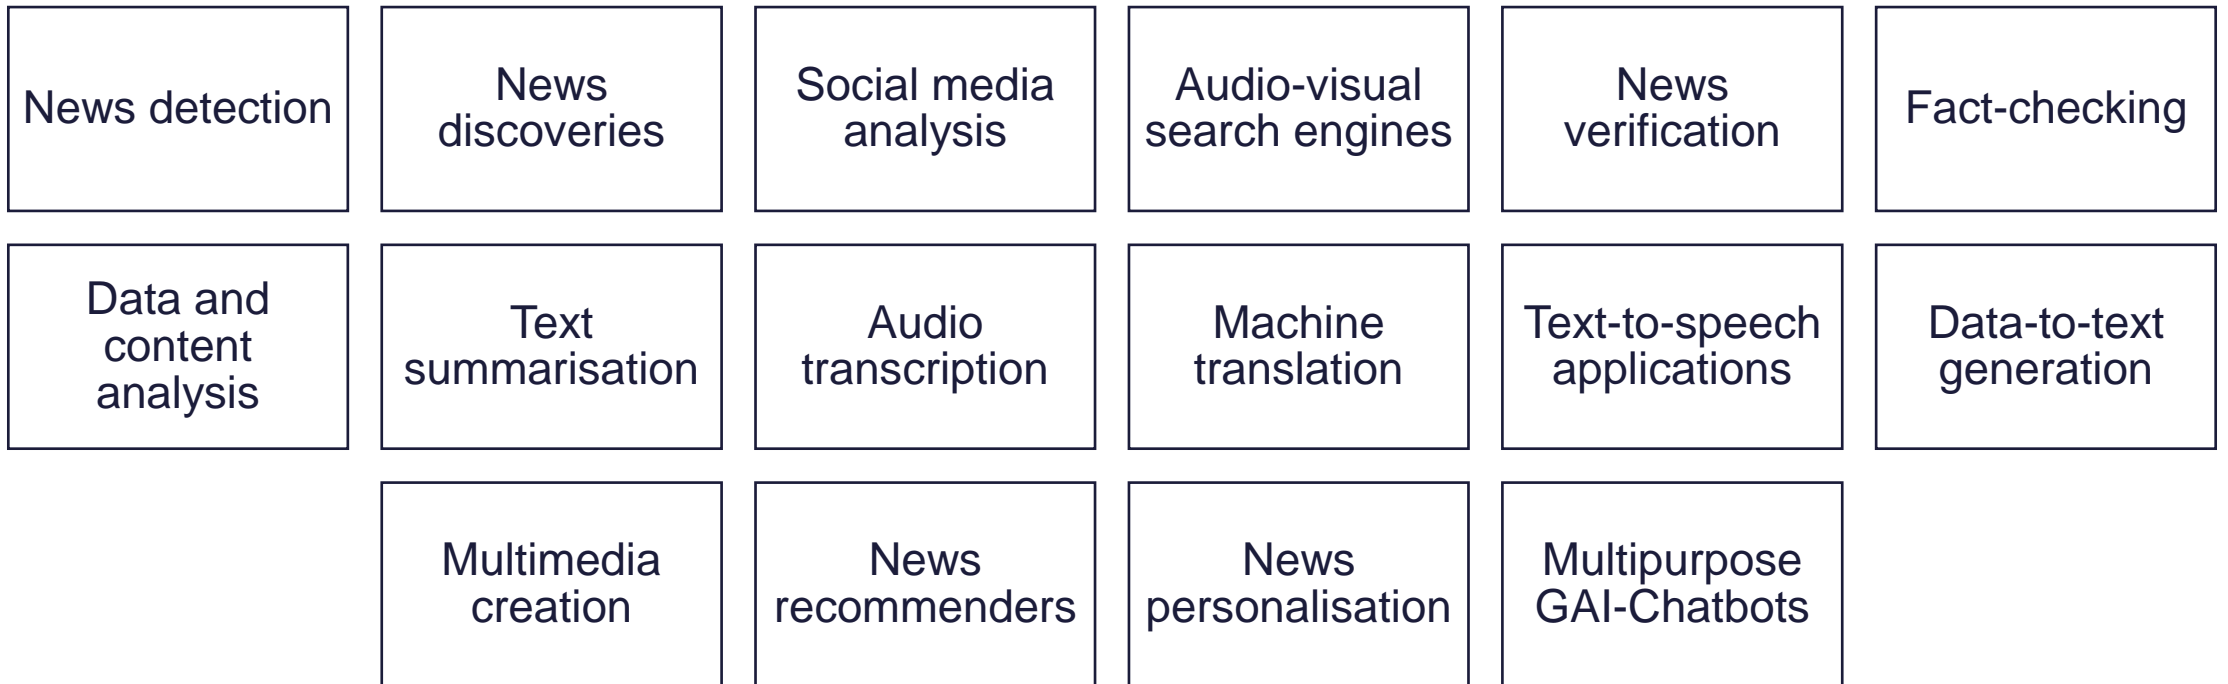 News detection
News
discoveries
Social media
analysis
Audio-visual
search engines
News
verification
Fact-checking
Data and
content
analysis
Text
summarisation
Audio
transcription
Machine
translation
Text-to-speech
applications
Data-to-text
generation
Multimedia
creation
News
recommenders
News
personalisation
Multipurpose
GAI-Chatbots